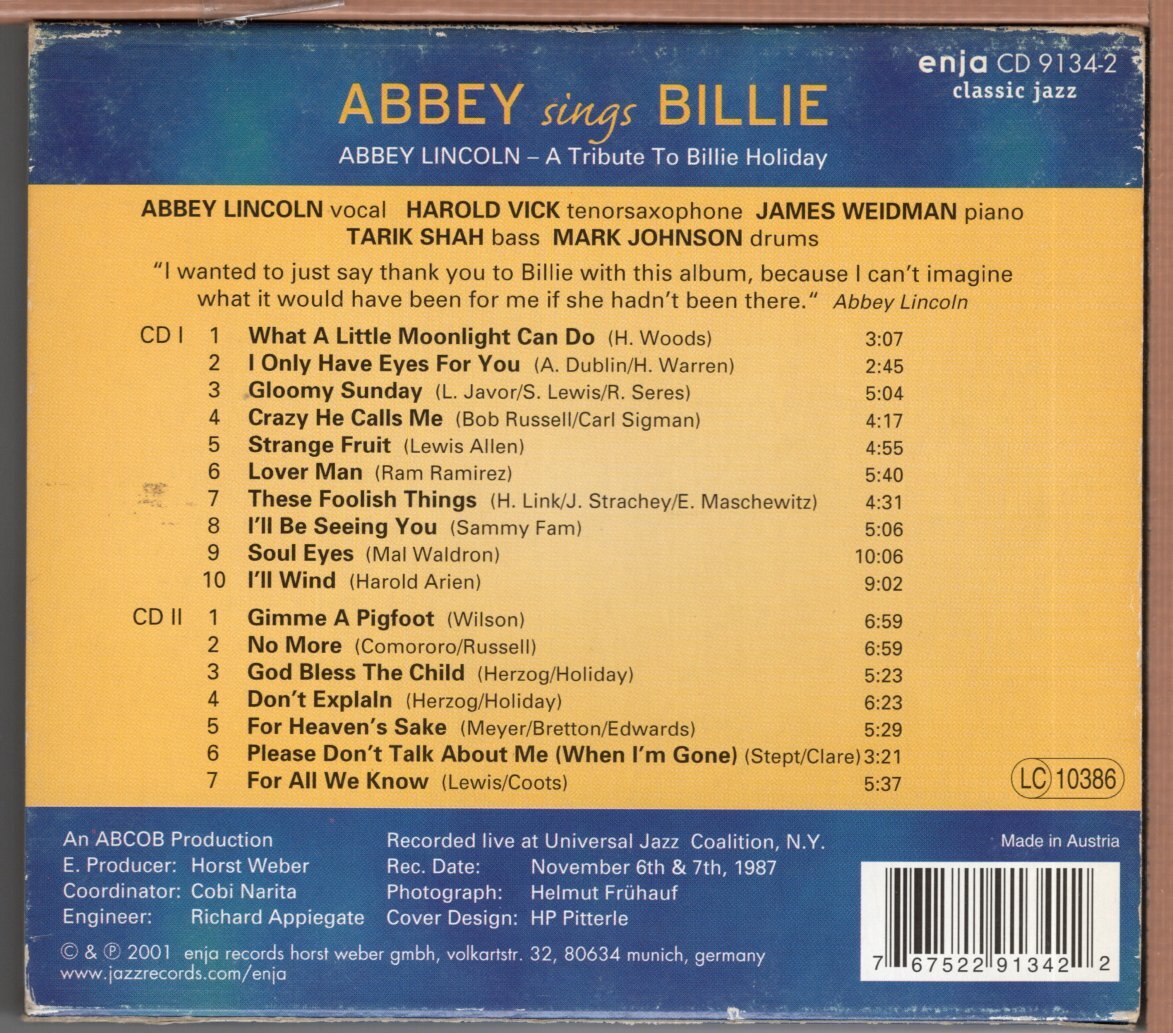 enja CD 9134-2
classic jazz
ABBEY sings BILLIE
ABBEY LINCOLN – A Tribute To Billie Holiday
ABBEY LINCOLN vocal HAROLD VICK tenorsaxophone JAMES WEIDMAN piano
TARIK SHAH bass MARK JOHNSON drums
"I wanted to just say thank you to Billie with this album, because I can't imagine
what it would have been for me if she hadn't been there." Abbey Lincoln
CD I 1 What A Little Moonlight Can Do (H. Woods) 3:07
2 I Only Have Eyes For You (A. Dublin/H. Warren) 2:45
3 Gloomy Sunday (L. Javor/S. Lewis/R. Seres) 5:04
4 Crazy He Calls Me (Bob Russell/Carl Sigman) 4:17
5 Strange Fruit (Lewis Allen) 4:55
6 Lover Man (Ram Ramirez) 5:40
7 These Foolish Things (H. Link/J. Strachey/E. Maschewitz) 4:31
8 I'll Be Seeing You (Sammy Fam) 5:06
9 Soul Eyes (Mal Waldron) 10:06
10 I'll Wind (Harold Arien) 9:02
CD II 1 Gimme A Pigfoot (Wilson) 6:59
2 No More (Comororo/Russell) 6:59
3 God Bless The Child (Herzog/Holiday) 5:23
4 Don't Explaln (Herzog/Holiday) 6:23
5 For Heaven's Sake (Meyer/Bretton/Edwards) 5:29
6 Please Don't Talk About Me (When I'm Gone) (Stept/Clare) 3:21
7 For All We Know (Lewis/Coots) 5:37
LC 10386
An ABCOB Production
E. Producer: Horst Weber
Coordinator: Cobi Narita
Engineer: Richard Appiegate
Recorded live at Universal Jazz Coalition, N.Y.
Rec. Date: November 6th & 7th, 1987
Photograph: Helmut Frühauf
Cover Design: HP Pitterle
Made in Austria
© & ℗ 2001 enja records horst weber gmbh, volkartstr. 32, 80634 munich, germany
www.jazzrecords.com/enja
7 67522 91342 2